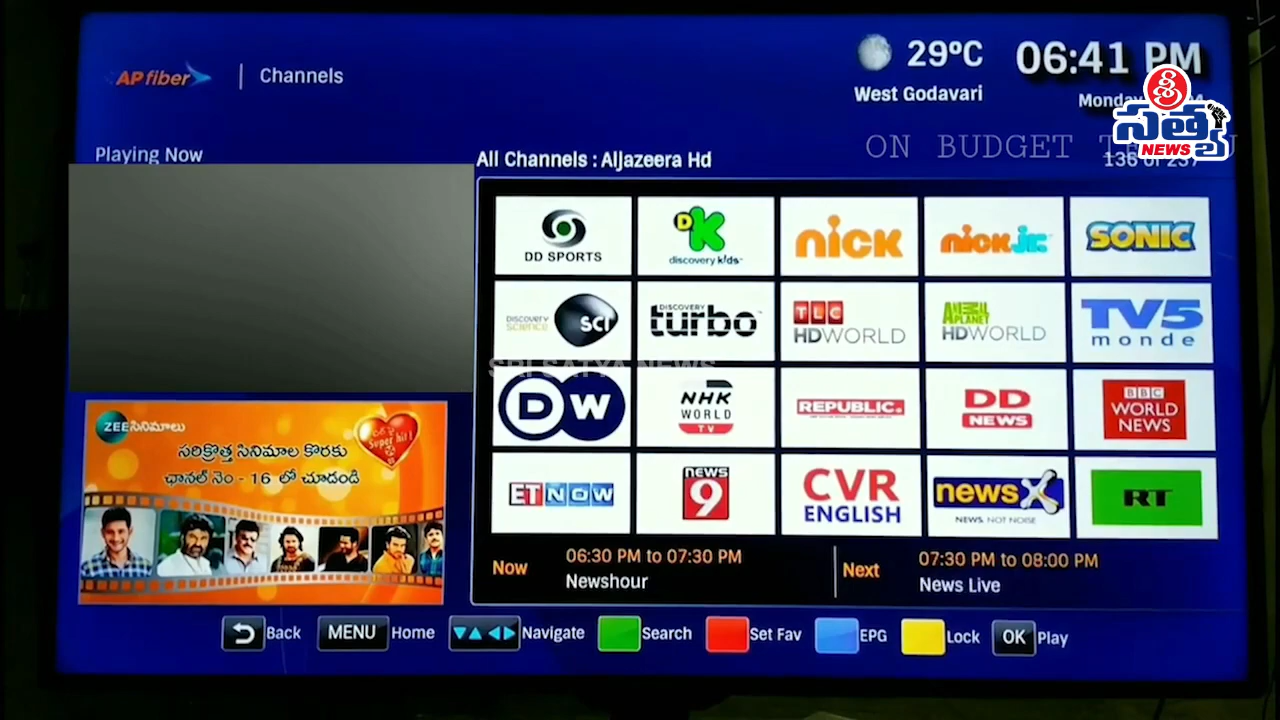 AP fiber | Channels
29°C
06:41 PM
West Godavari
Monday
శ్రీ
సత్య
NEWS
ON BUDGET
Playing Now
All Channels : Aljazeera Hd
136 of 237
DD SPORTS
D K discovery kids
nick
nick jr.
SONIC
DISCOVERY SCIENCE SCI
DISCOVERY turbo
TLC HD WORLD
ANIMAL PLANET HD WORLD
TV5 monde
SRI SATYA NEWS
DW
NHK WORLD TV
REPUBLIC.
DD NEWS
BBC WORLD NEWS
ET NOW
NEWS 9
CVR ENGLISH
newsX NEWS. NOT NOISE
RT
ZEE సినిమాలు
Super hit !
సరిక్రొత్త సినిమాల కొరకు
ఛానల్ నెం - 16 లో చూడండి
Now 06:30 PM to 07:30 PM
Newshour
Next 07:30 PM to 08:00 PM
News Live
Back MENU Home Navigate Search Set Fav EPG Lock OK Play